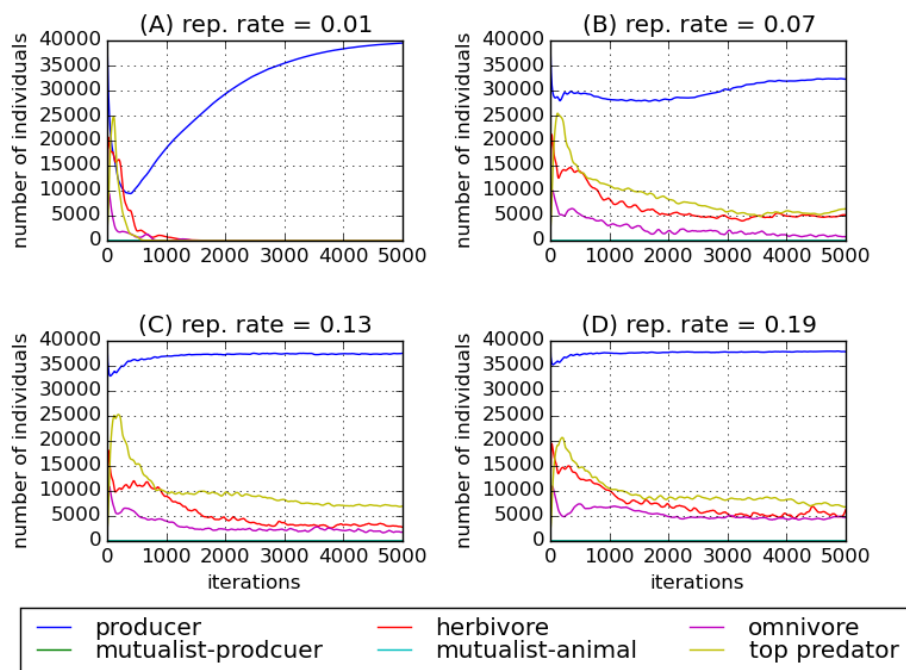 (A) rep. rate = 0.01
(B) rep. rate = 0.07
number of individuals
40000
35000
30000
25000
20000
15000
10000
5000
0
0 1000 2000 3000 4000 5000
number of individuals
40000
35000
30000
25000
20000
15000
10000
5000
0
0 1000 2000 3000 4000 5000
(C) rep. rate = 0.13
(D) rep. rate = 0.19
number of individuals
40000
35000
30000
25000
20000
15000
10000
5000
0
0 1000 2000 3000 4000 5000
iterations
number of individuals
40000
35000
30000
25000
20000
15000
10000
5000
0
0 1000 2000 3000 4000 5000
iterations
producer herbivore omnivore
mutualist-prodcuer mutualist-animal top predator